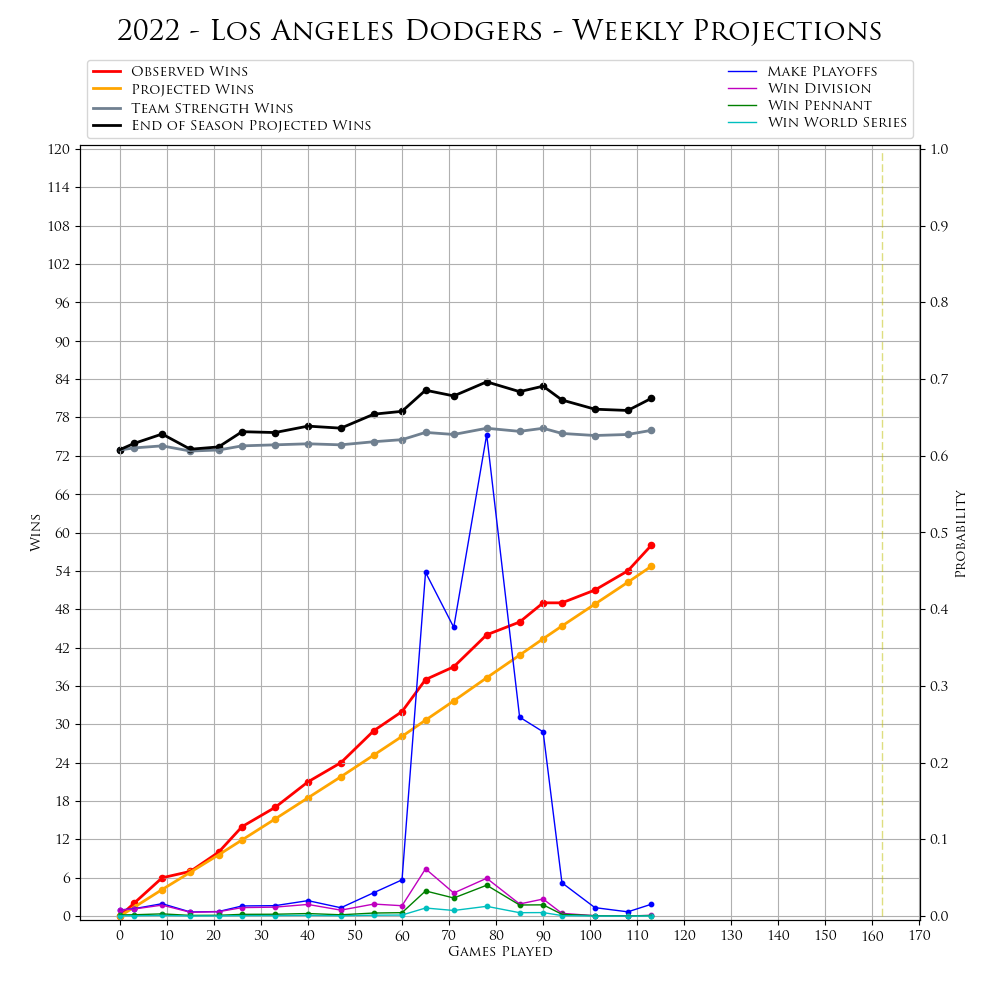 2022 - Los Angeles Dodgers - Weekly Projections
Observed Wins
Projected Wins
Team Strength Wins
End of Season Projected Wins
Make Playoffs
Win Division
Win Pennant
Win World Series
120
114
108
102
96
90
84
78
72
66
60
54
48
42
36
30
24
18
12
6
0
Wins
1.0
0.9
0.8
0.7
0.6
0.5
0.4
0.3
0.2
0.1
0.0
Probability
0 10 20 30 40 50 60 70 80 90 100 110 120 130 140 150 160 170
Games Played